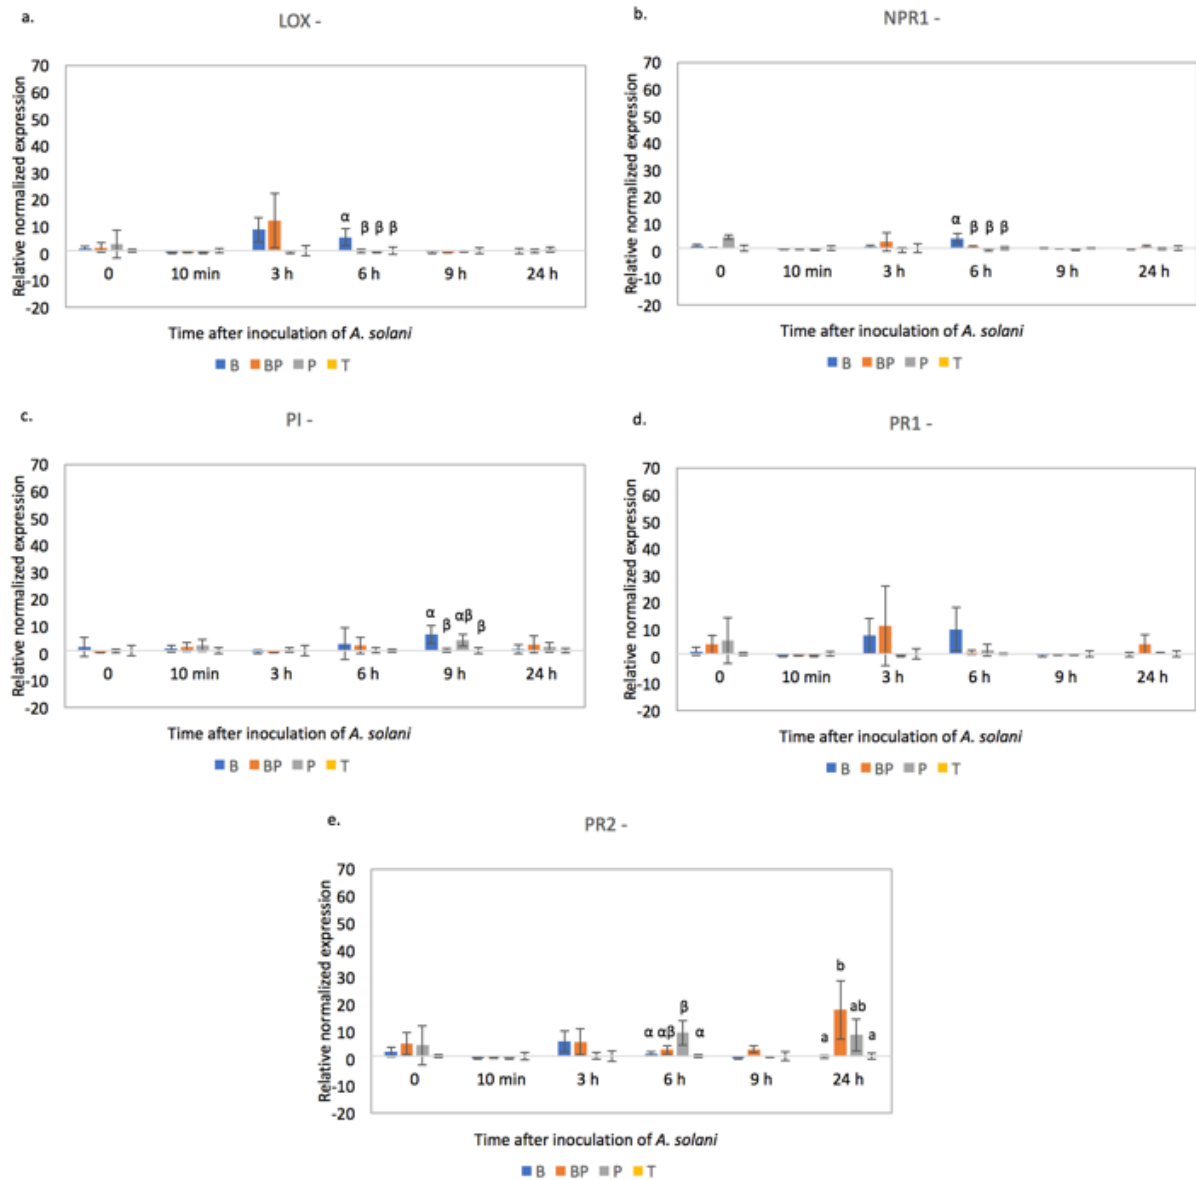 a.
LOX -
Relative normalized expression
70
60
50
40
30
20
10
0
-10
-20
α
β β β
0 10 min 3 h 6 h 9 h 24 h
Time after inoculation of A. solani
B BP P T
b.
NPR1 -
Relative normalized expression
70
60
50
40
30
20
10
0
-10
-20
α
β β β
0 10 min 3 h 6 h 9 h 24 h
Time after inoculation of A. solani
B BP P T
c.
PI -
Relative normalized expression
70
60
50
40
30
20
10
0
-10
-20
α β αβ β
0 10 min 3 h 6 h 9 h 24 h
Time after inoculation of A. solani
B BP P T
d.
PR1 -
Relative normalized expression
70
60
50
40
30
20
10
0
-10
-20
0 10 min 3 h 6 h 9 h 24 h
Time after inoculation of A. solani
B BP P T
e.
PR2 -
Relative normalized expression
70
60
50
40
30
20
10
0
-10
-20
α αβ β α
a b ab a
0 10 min 3 h 6 h 9 h 24 h
Time after inoculation of A. solani
B BP P T